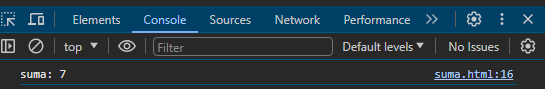 Elements Console Sources Network Performance
top Filter Default levels No Issues
suma: 7 suma.html:16